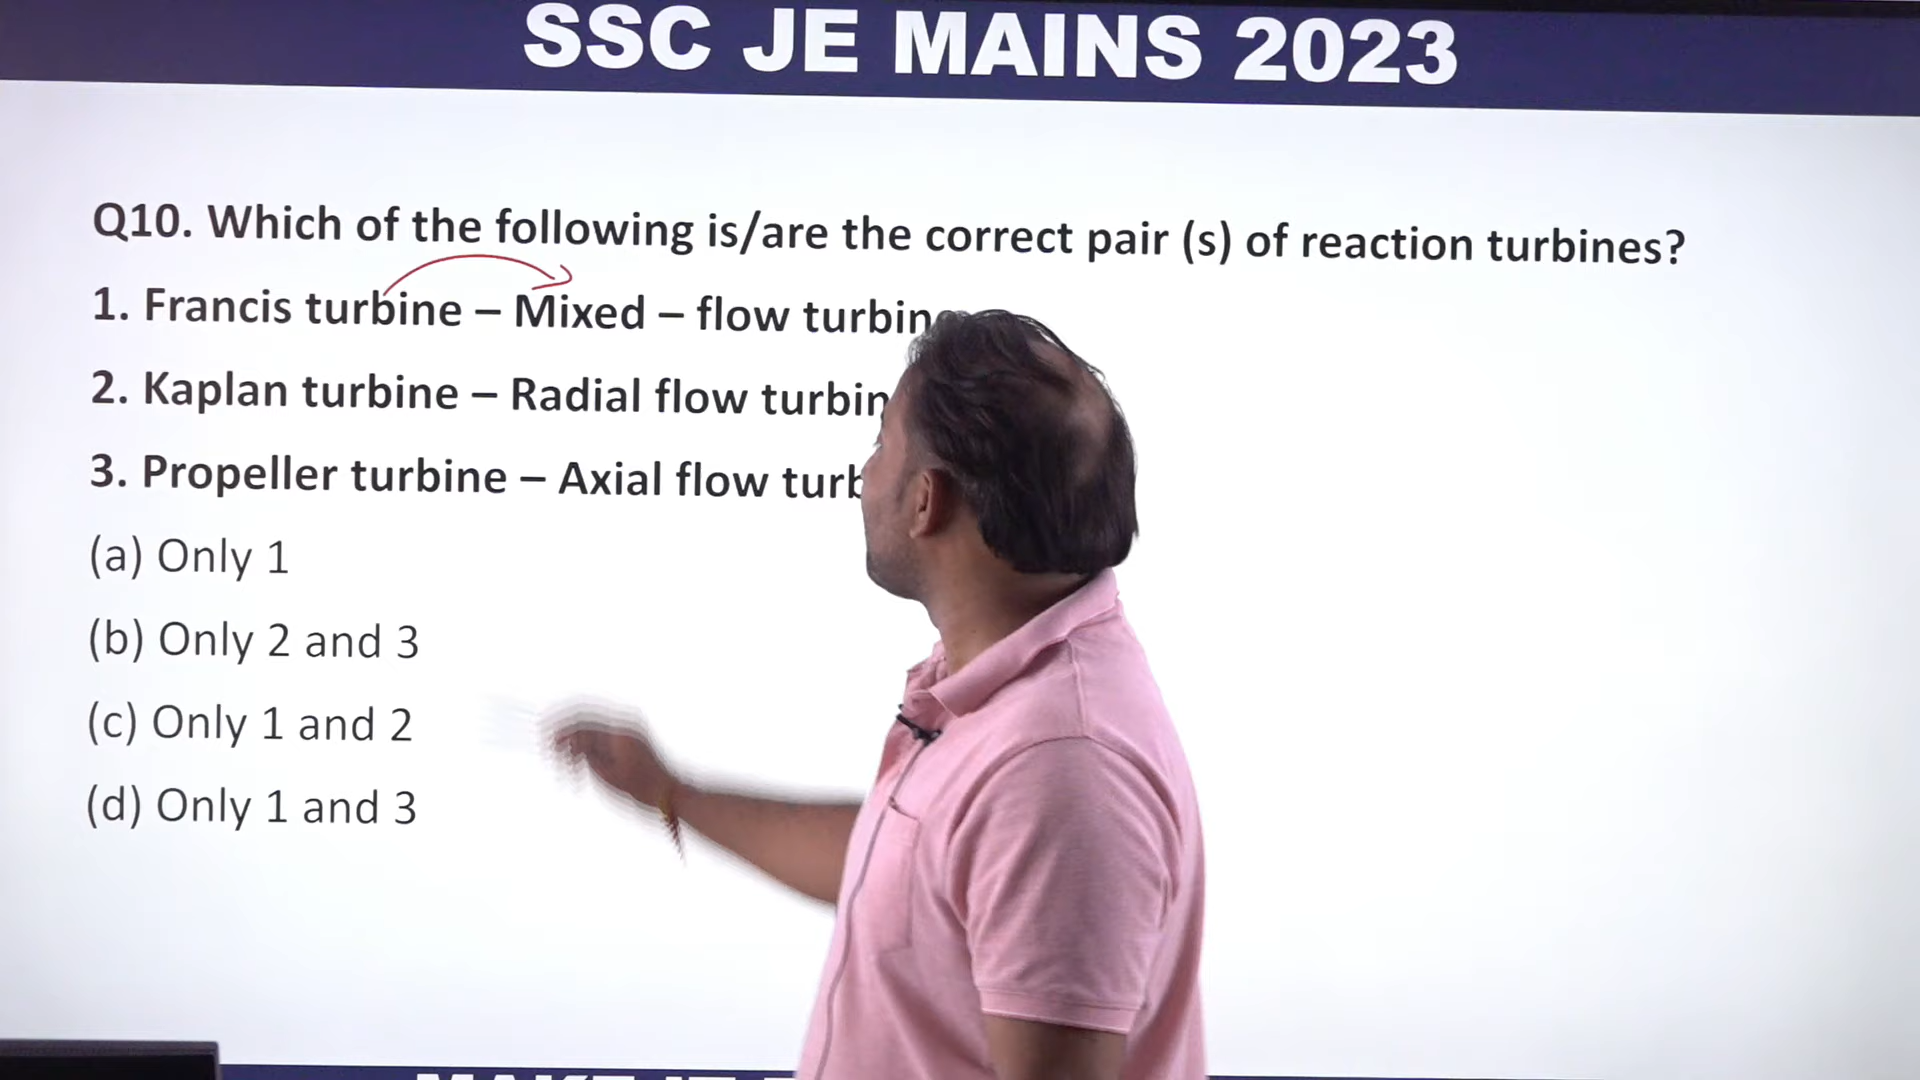 SSC JE MAINS 2023
Q10. Which of the following is/are the correct pair (s) of reaction turbines?
1. Francis turbine – Mixed – flow turbine
2. Kaplan turbine – Radial flow turbin
3. Propeller turbine – Axial flow turb
(a) Only 1
(b) Only 2 and 3
(c) Only 1 and 2
(d) Only 1 and 3